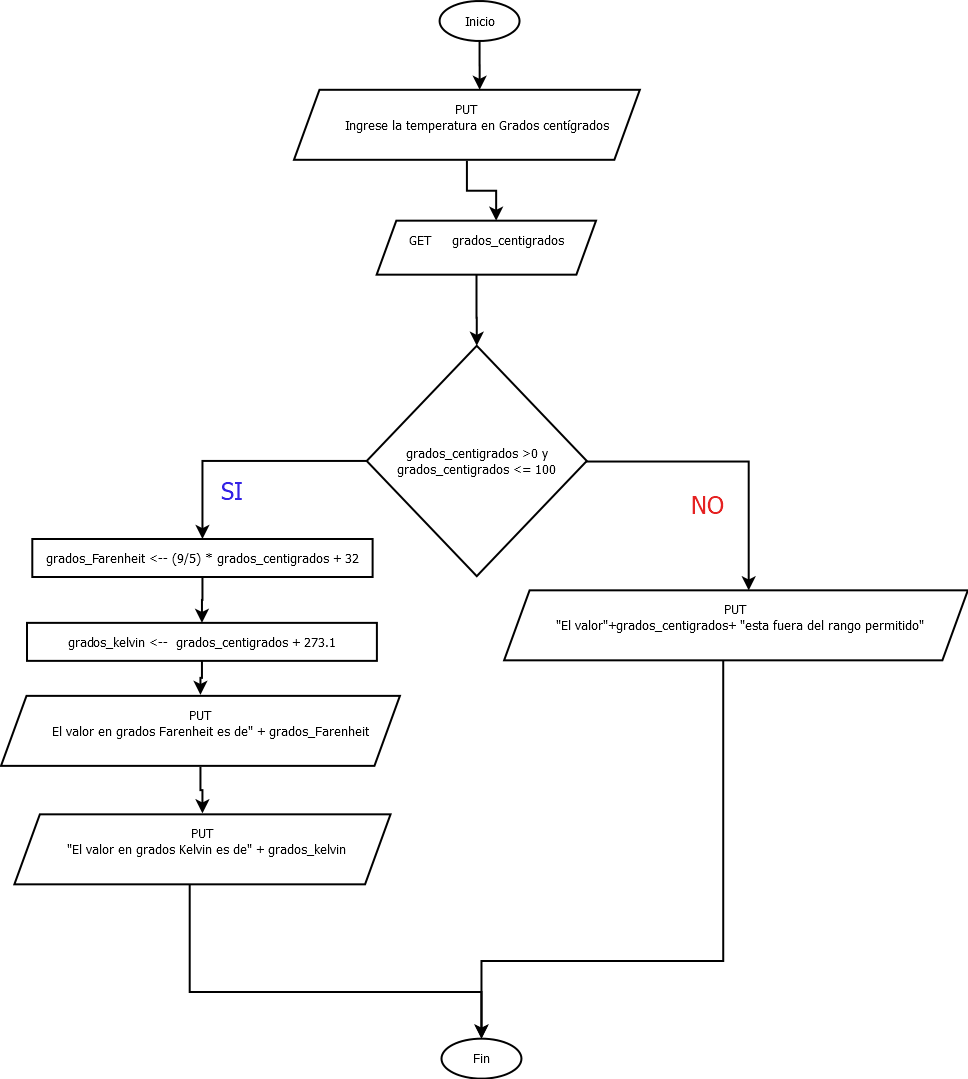 Inicio
PUT
Ingrese la temperatura en Grados centígrados
GET grados_centigrados
grados_centigrados >0 y
grados_centigrados <= 100
SI
NO
grados_Farenheit <-- (9/5) * grados_centigrados + 32
grados_kelvin <-- grados_centigrados + 273.1
PUT
El valor en grados Farenheit es de" + grados_Farenheit
PUT
"El valor en grados Kelvin es de" + grados_kelvin
PUT
"El valor"+grados_centigrados+ "esta fuera del rango permitido"
Fin